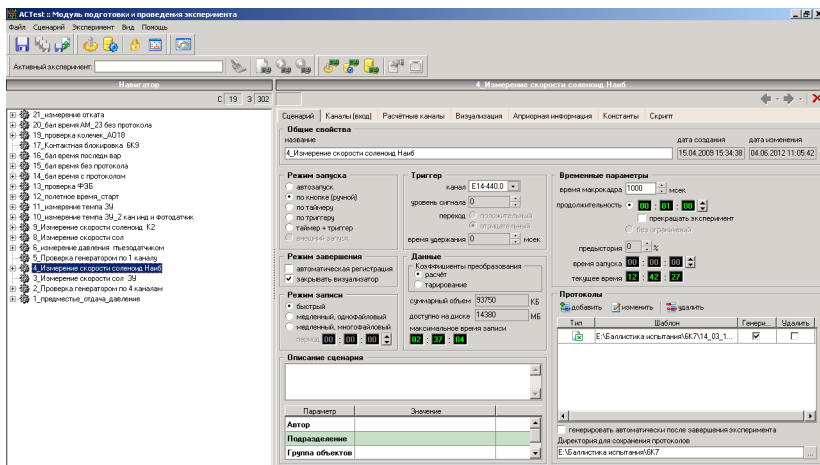 ACTest :: Модуль подготовки и проведения эксперимента
Файл Сценарий Эксперимент Вид Помощь
Активный эксперимент:
Навигатор
С 19 Э 302
21_измерение отката
20_бал время АМ_23 без протокола
19_проверка колечек_АО18
17_Контактная блокировка 6К9
16_бал время последн вар
15_бал время без протокола
14_бал время с протоколом
13_проверка ФЭБ
12_полетное время_старт
11_измерение темпа ЗУ
10_измерение темпа ЗУ_2 кан инд и фотодатчик
9_Измерение скорости соленоид К2
8_Измерение скорости сол
6_измерение давления пъезодатчиком
5_Проверка генератором по 1 каналу
4_Измерение скорости соленоид Наиб
3_Измерение скорости сол ЗУ
2_Проверка генератором по 4 каналам
1_предместье_отдача_давление
4_Измерение скорости соленоид Наиб
Сценарий Каналы (вход) Расчётные каналы Визуализация Априорная информация Константы Скрипт
Общие свойства
название дата создания дата изменения
4_Измерение скорости соленоид Наиб 15.04.2009 15:34:38 04.06.2012 11:05:42
Режим запуска
автозапуск
по кнопке (ручной)
по таймеру
по триггеру
таймер + триггер
внешний запуск
Триггер
канал E14-440.0
уровень сигнала 0
переход положительный
отрицательный
время удержания 0 мсек
Временные параметры
время макрокадра 1000 мсек
продолжительность 00 : 01 : 00
прекращать эксперимент
без ограничений
предыстория 0 %
время запуска 00 : 00 : 00
текущее время 12 : 42 : 27
Режим завершения
автоматическая регистрация
закрывать визуализатор
Данные
Коэффициенты преобразования
расчёт
тарирование
суммарный объем 93750 КБ
доступно на диске 14380 МБ
максимальное время записи
02 : 37 : 04
Режим записи
быстрый
медленный, однофайловый
медленный, многофайловый
период 00 : 00 : 00
Протоколы
добавить изменить удалить
Тип Шаблон Генери... Удалить
E:\Баллистика испытания\6К7\14_03_1...
генерировать автоматически после завершения эксперимента
Директория для сохранения протоколов
E:\Баллистика испытания\6К7 ...
Описание сценария
Параметр Значение
Автор
Подразделение
Группа объектов